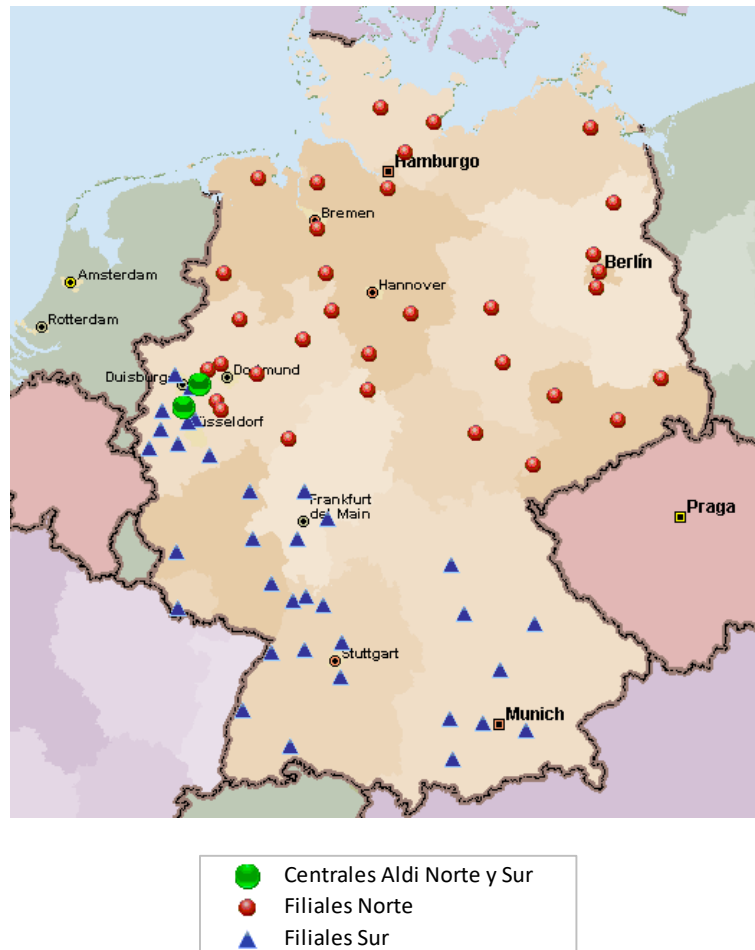 Hamburgo
Bremen
Berlín
Amsterdam
Hannover
Rotterdam
Duisburg
Dortmund
Düsseldorf
Frankfurt
del Main
Praga
Stuttgart
Munich
Centrales Aldi Norte y Sur
Filiales Norte
Filiales Sur